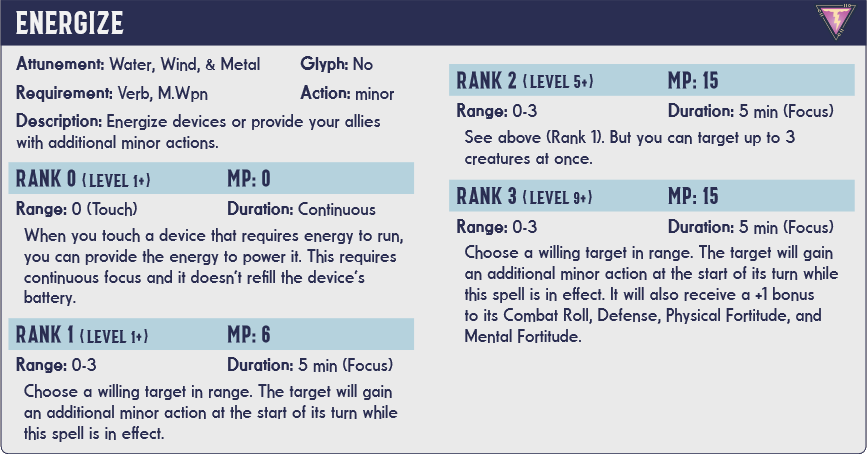 ENERGIZE
Attunement: Water, Wind, & Metal Glyph: No
Requirement: Verb, M.Wpn Action: minor
Description: Energize devices or provide your allies
with additional minor actions.
RANK 0 (LEVEL 1+) MP: 0
Range: 0 (Touch) Duration: Continuous
When you touch a device that requires energy to run,
you can provide the energy to power it. This requires
continuous focus and it doesn't refill the device's
battery.
RANK 1 (LEVEL 1+) MP: 6
Range: 0-3 Duration: 5 min (Focus)
Choose a willing target in range. The target will gain
an additional minor action at the start of its turn while
this spell is in effect.
RANK 2 (LEVEL 5+) MP: 15
Range: 0-3 Duration: 5 min (Focus)
See above (Rank 1). But you can target up to 3
creatures at once.
RANK 3 (LEVEL 9+) MP: 15
Range: 0-3 Duration: 5 min (Focus)
Choose a willing target in range. The target will gain
an additional minor action at the start of its turn while
this spell is in effect. It will also receive a +1 bonus
to its Combat Roll, Defense, Physical Fortitude, and
Mental Fortitude.